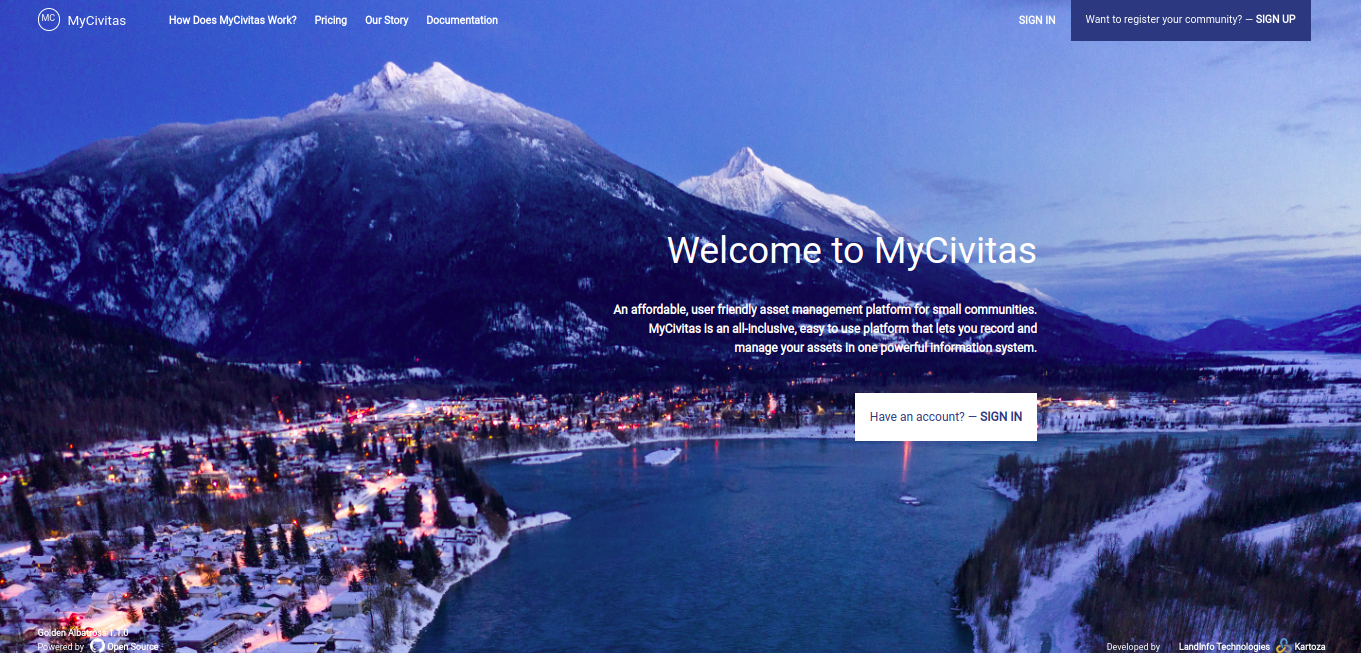 MC MyCivitas How Does MyCivitas Work? Pricing Our Story Documentation SIGN IN Want to register your community? — SIGN UP
Welcome to MyCivitas
An affordable, user friendly asset management platform for small communities.
MyCivitas is an all-inclusive, easy to use platform that lets you record and
manage your assets in one powerful information system.
Have an account? — SIGN IN
Golden Albatross 1.1.0
Powered by Open Source Developed by LandInfo Technologies Kartoza